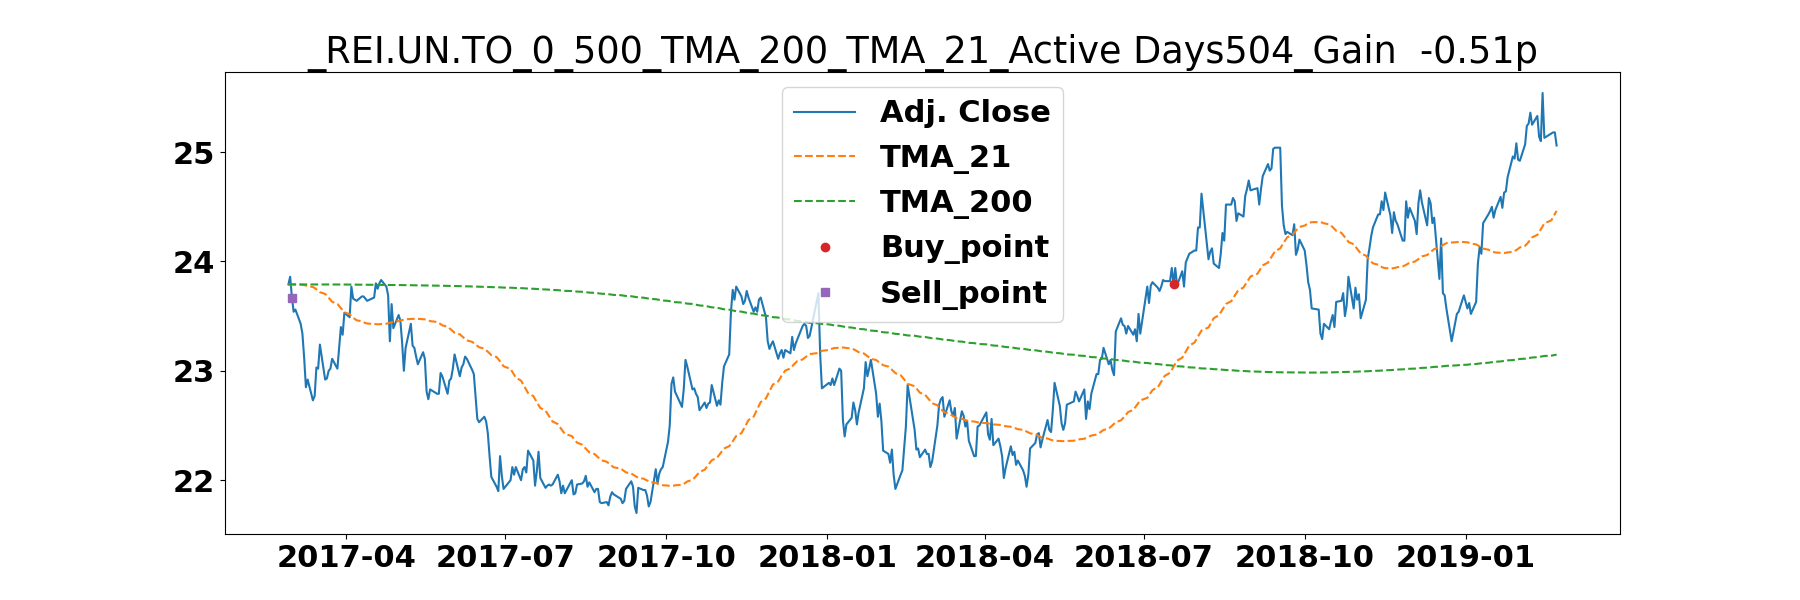 _REI.UN.TO_0_500_TMA_200_TMA_21_Active Days504_Gain  -0.51p
Adj. Close
TMA_21
TMA_200
Buy_point
Sell_point
25
24
23
22
2017-04 2017-07 2017-10 2018-01 2018-04 2018-07 2018-10 2019-01